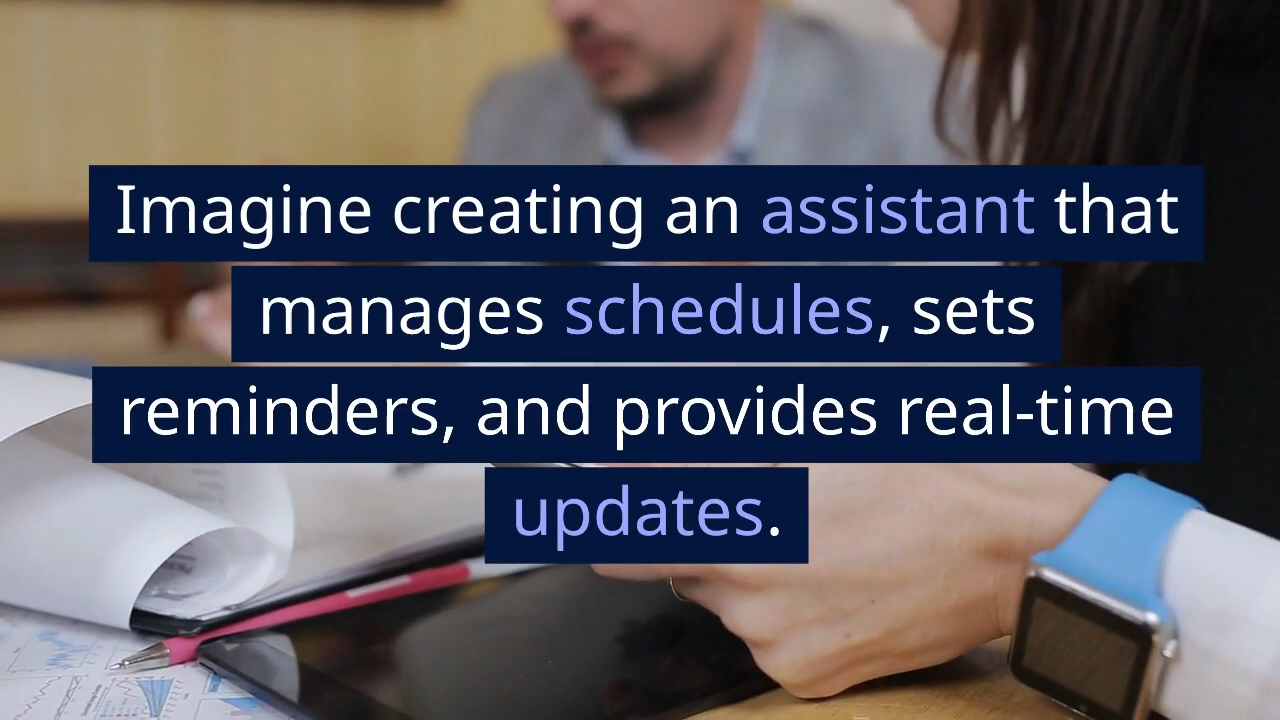 Imagine creating an assistant that
manages schedules, sets
reminders, and provides real-time
updates.